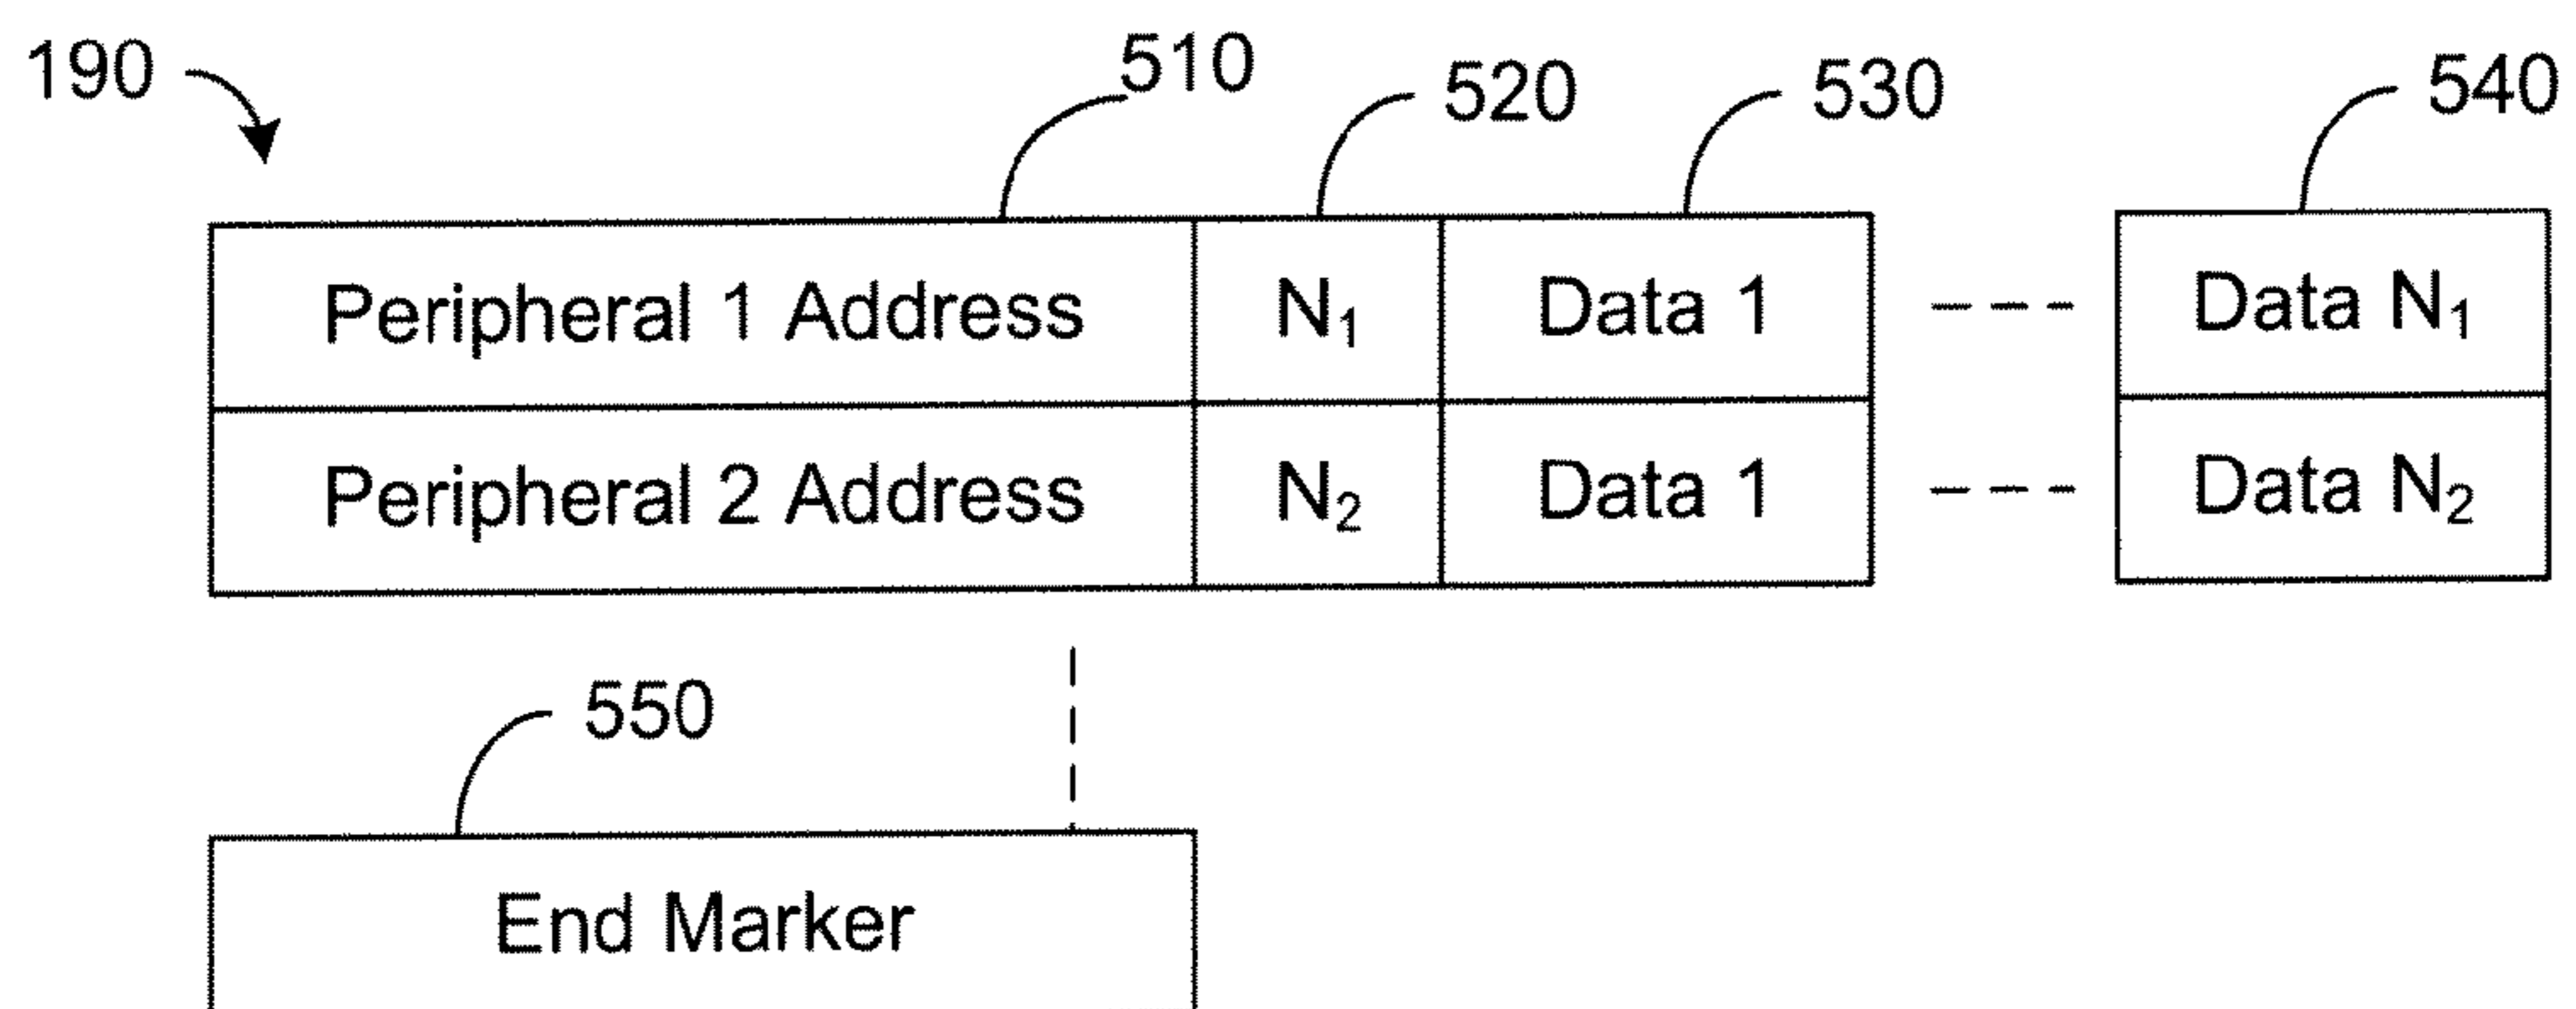 190 510 520 530 540
Peripheral 1 Address N₁ Data 1 Data N₁
Peripheral 2 Address N₂ Data 1 Data N₂
550
End Marker